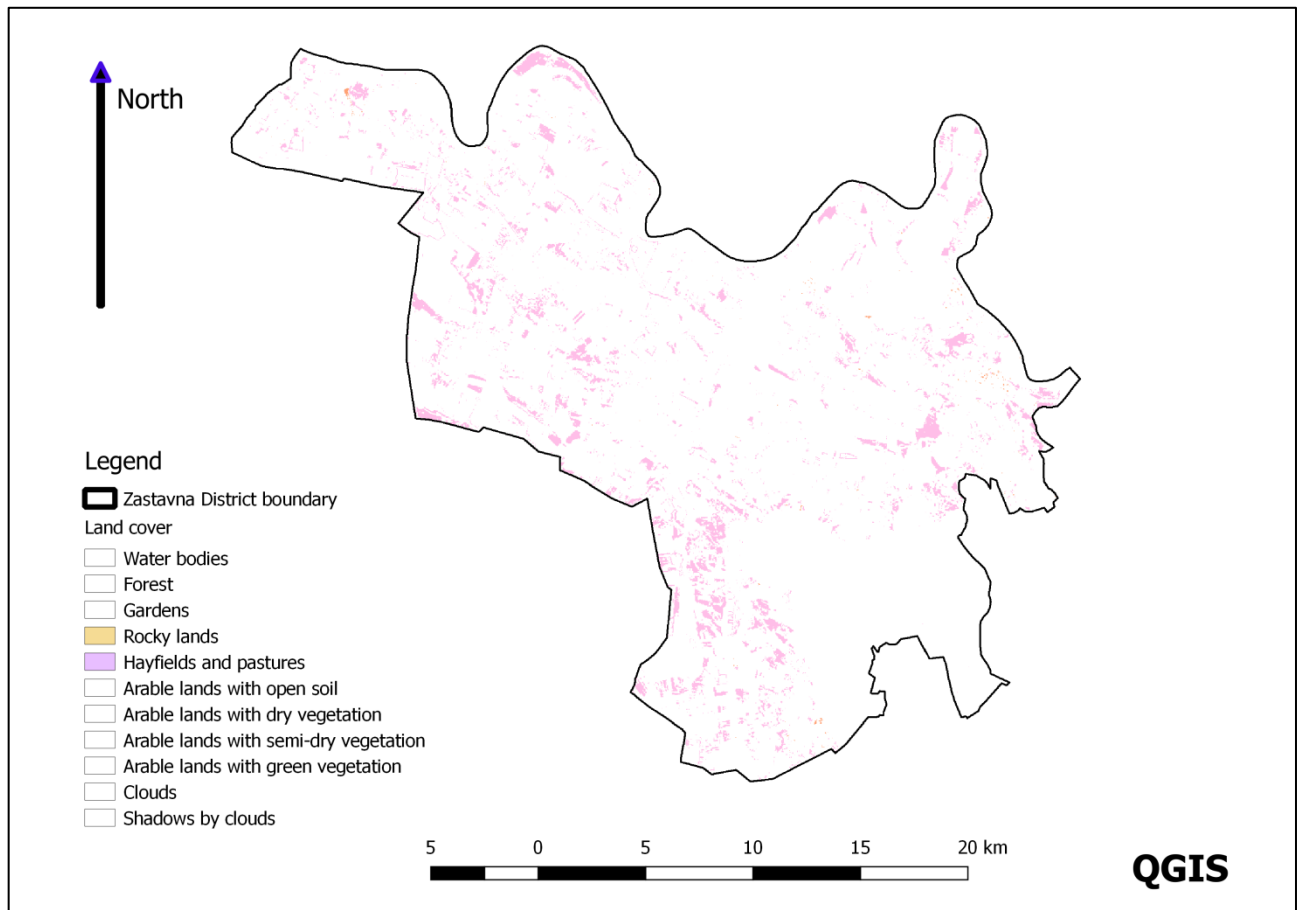 North
Legend
Zastavna District boundary
Land cover
Water bodies
Forest
Gardens
Rocky lands
Hayfields and pastures
Arable lands with open soil
Arable lands with dry vegetation
Arable lands with semi-dry vegetation
Arable lands with green vegetation
Clouds
Shadows by clouds
5 0 5 10 15 20 km
QGIS